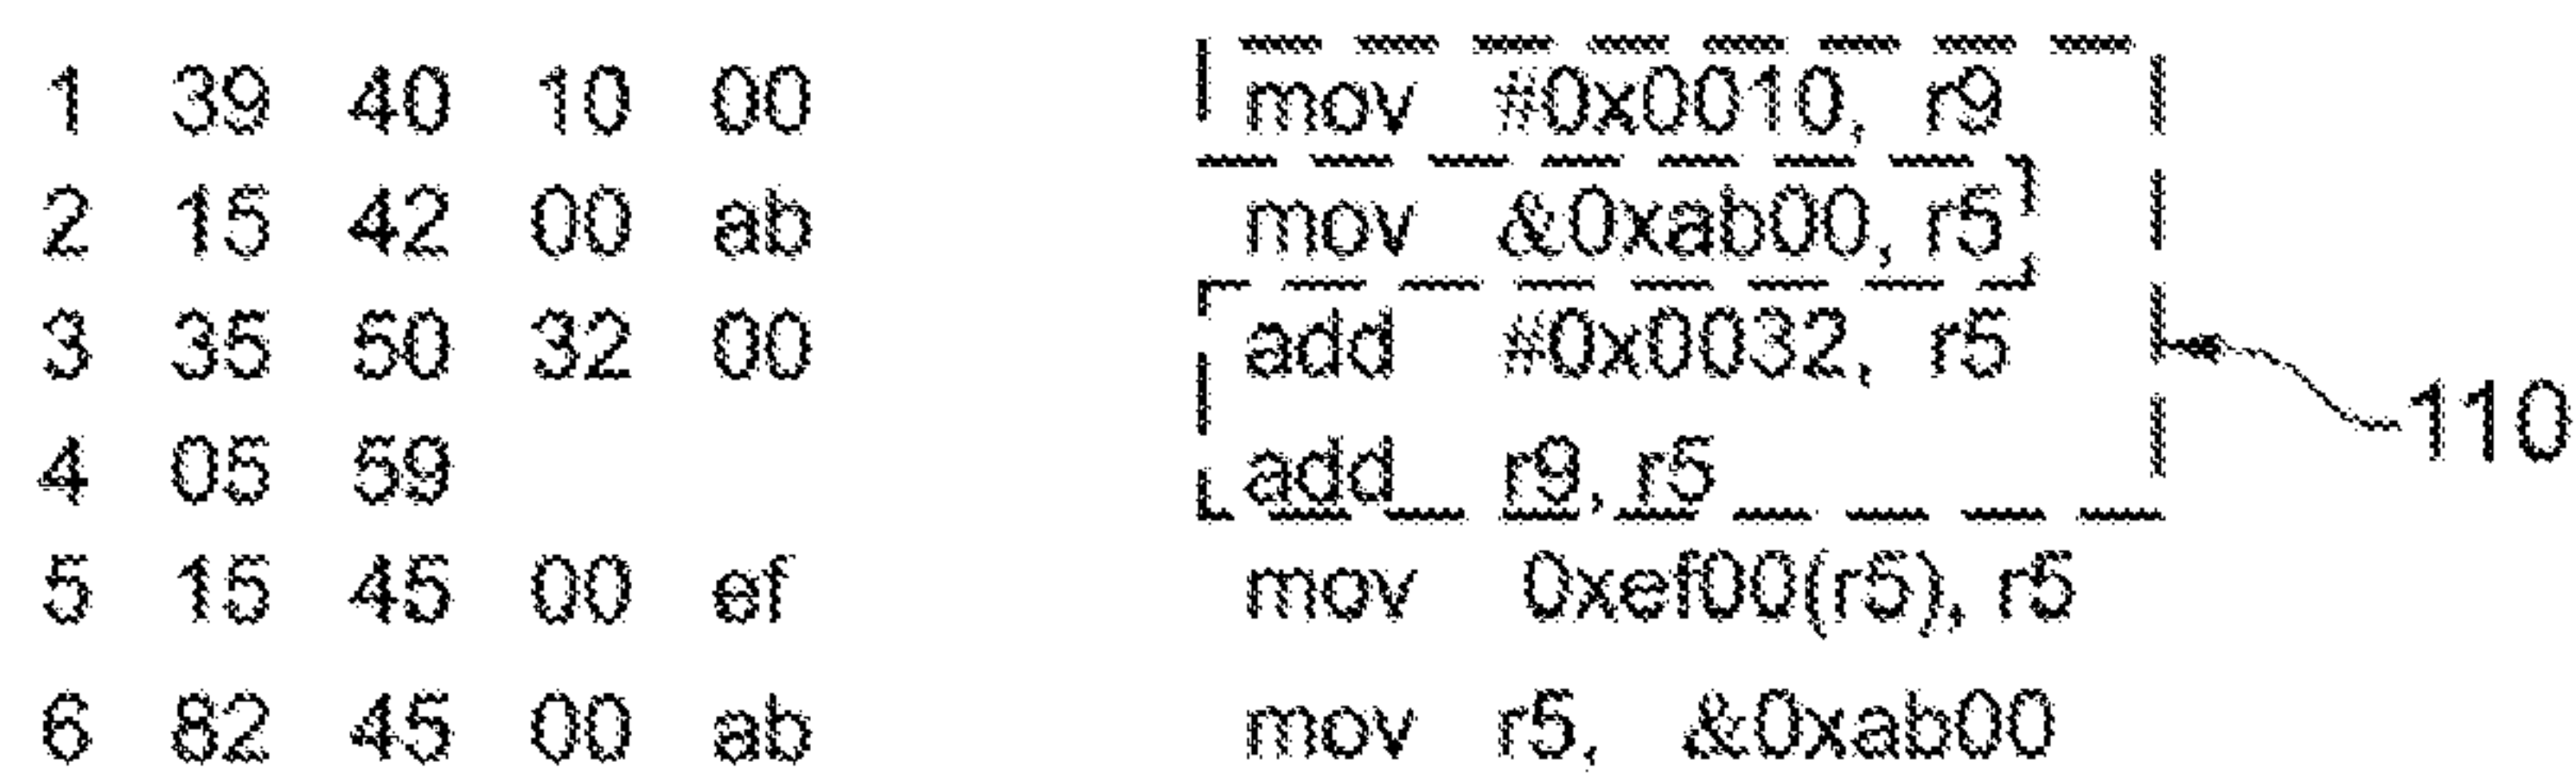 1 39 40 10 00 mov #0x0010, r9
2 15 42 00 ab mov &0xab00, r5
3 35 50 32 00 add #0x0032, r5
4 05 59 add r9, r5
110
5 15 45 00 ef mov 0xef00(r5), r5
6 82 45 00 ab mov r5, &0xab00